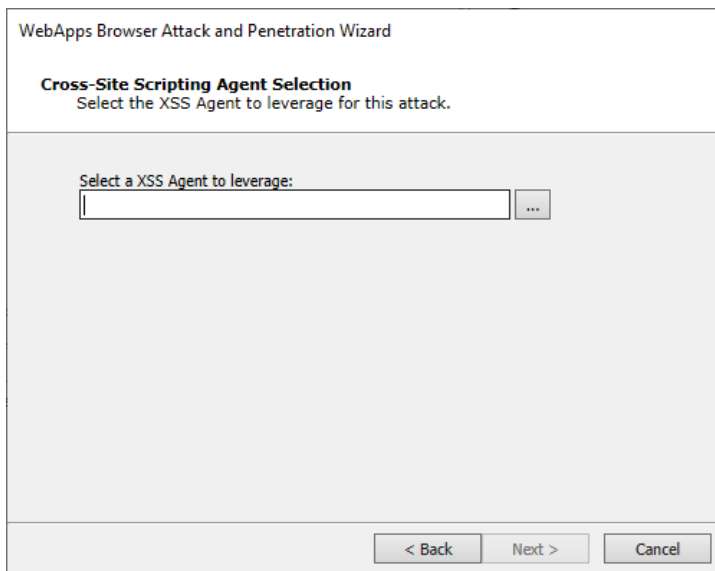 WebApps Browser Attack and Penetration Wizard
Cross-Site Scripting Agent Selection
Select the XSS Agent to leverage for this attack.
Select a XSS Agent to leverage:
...
< Back Next > Cancel